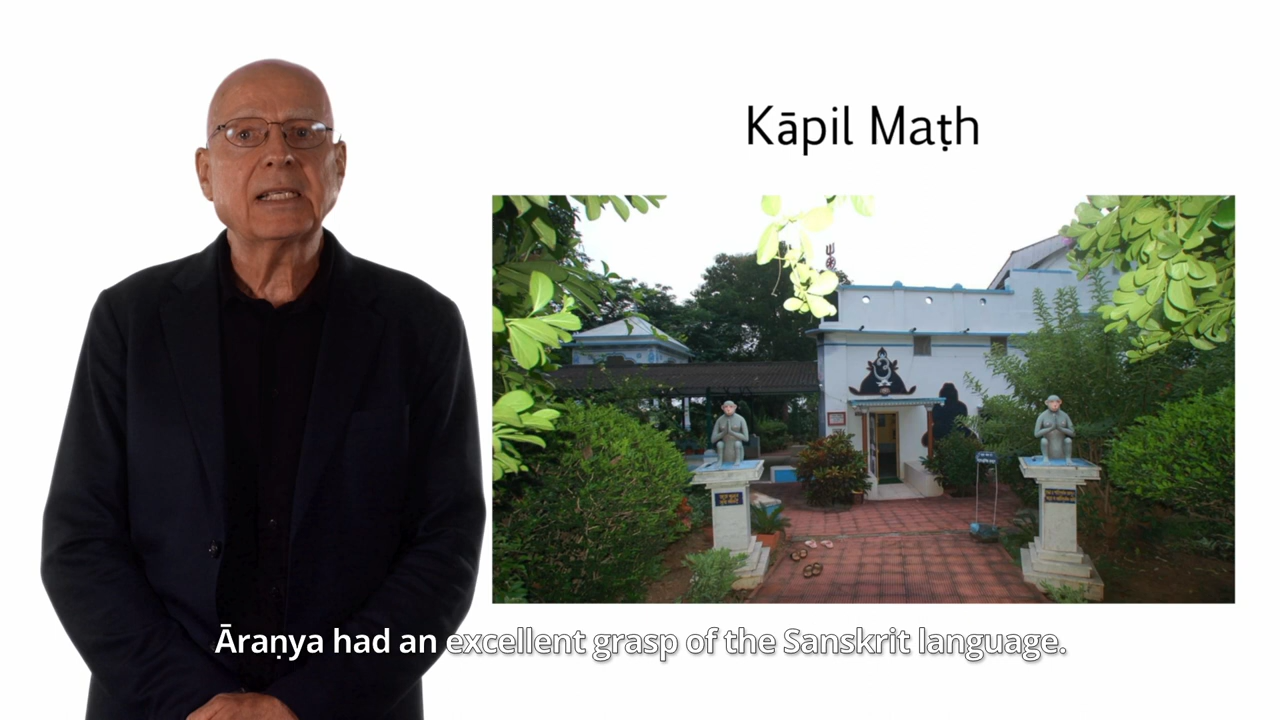 Kāpil Maṭh
Āraṇya had an excellent grasp of the Sanskrit language.